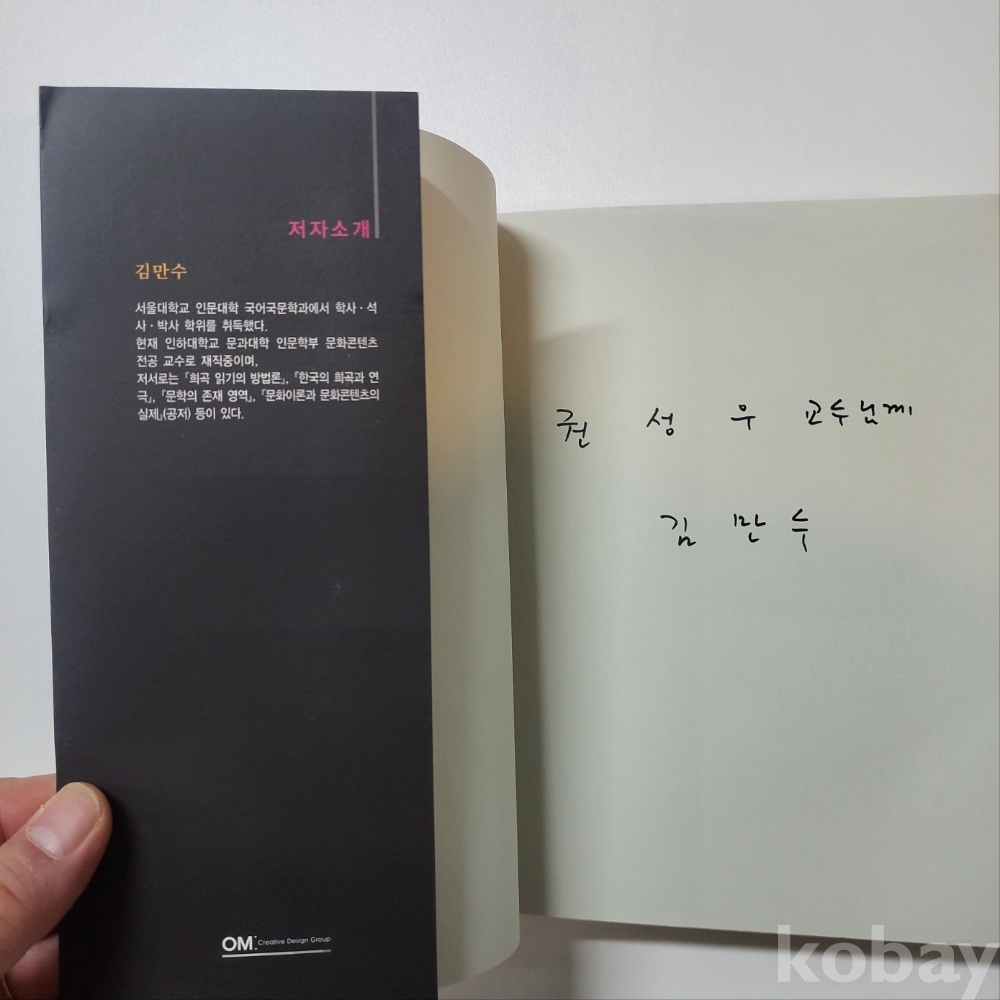 저자소개
김만수
서울대학교 인문대학 국어국문학과에서 학사·석
사·박사 학위를 취득했다.
현재 인하대학교 문과대학 인문학부 문화콘텐츠
전공 교수로 재직중이며,
저서로는 『희곡 읽기의 방법론』, 『한국의 희곡과 연
극』, 『문학의 존재 영역』, 『문화이론과 문화콘텐츠의
실제』(공저) 등이 있다.
OM: Creative Design Group
권 성 우 교수님께
김 만 수
kobay